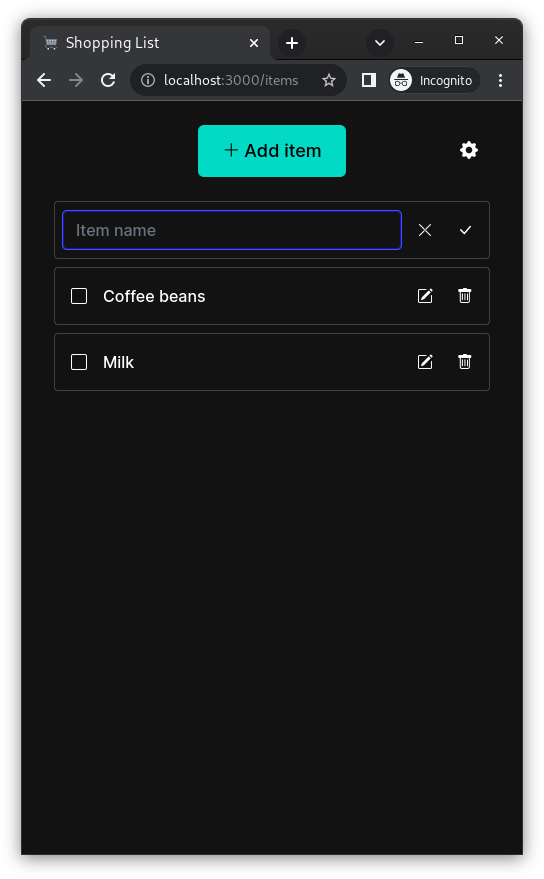 Shopping List
localhost:3000/items
Incognito
Add item
Item name
Coffee beans
Milk